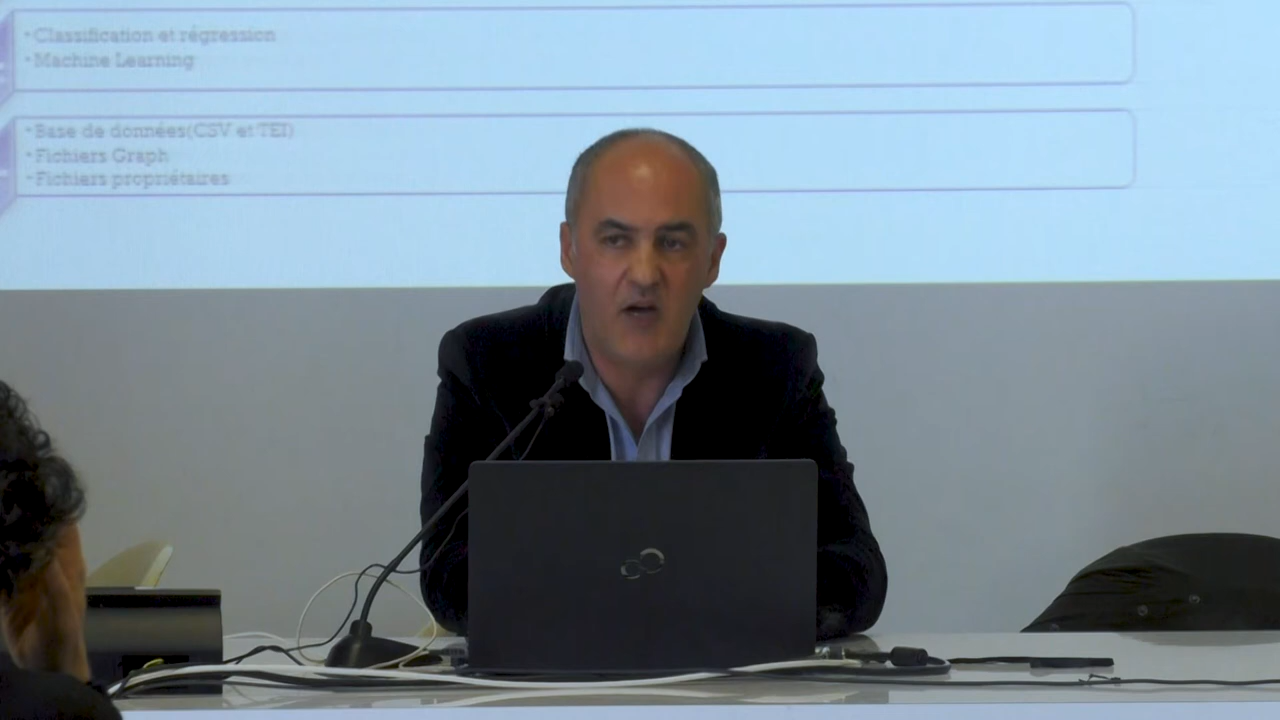 • Classification et régression
• Machine Learning
• Base de données(CSV et TEI)
• Fichiers Graph
• Fichiers propriétaires